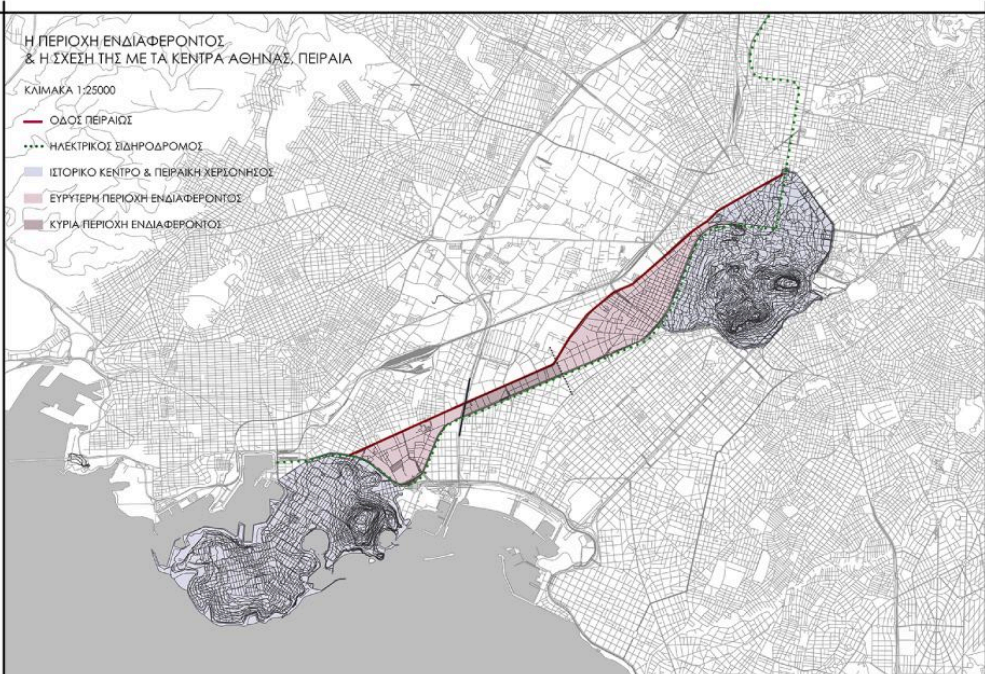 Η ΠΕΡΙΟΧΗ ΕΝΔΙΑΦΕΡΟΝΤΟΣ
& Η ΣΧΕΣΗ ΤΗΣ ΜΕ ΤΑ ΚΕΝΤΡΑ ΑΘΗΝΑΣ, ΠΕΙΡΑΙΑ
ΚΛΙΜΑΚΑ 1:25000
ΟΔΟΣ ΠΕΙΡΑΙΩΣ
ΗΛΕΚΤΡΙΚΟΣ ΣΙΔΗΡΟΔΡΟΜΟΣ
ΙΣΤΟΡΙΚΟ ΚΕΝΤΡΟ & ΠΕΙΡΑΙΚΗ ΧΕΡΣΟΝΗΣΟΣ
ΕΥΡΥΤΕΡΗ ΠΕΡΙΟΧΗ ΕΝΔΙΑΦΕΡΟΝΤΟΣ
ΚΥΡΙΑ ΠΕΡΙΟΧΗ ΕΝΔΙΑΦΕΡΟΝΤΟΣ